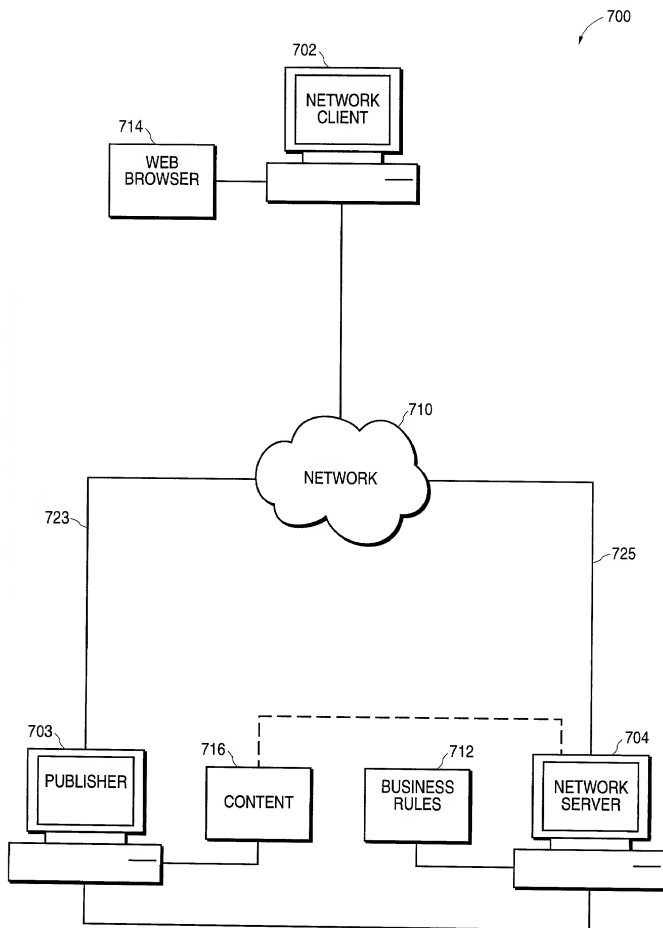 700
702
NETWORK
CLIENT
714
WEB
BROWSER
710
NETWORK
723
725
703
PUBLISHER
716
CONTENT
712
BUSINESS
RULES
704
NETWORK
SERVER